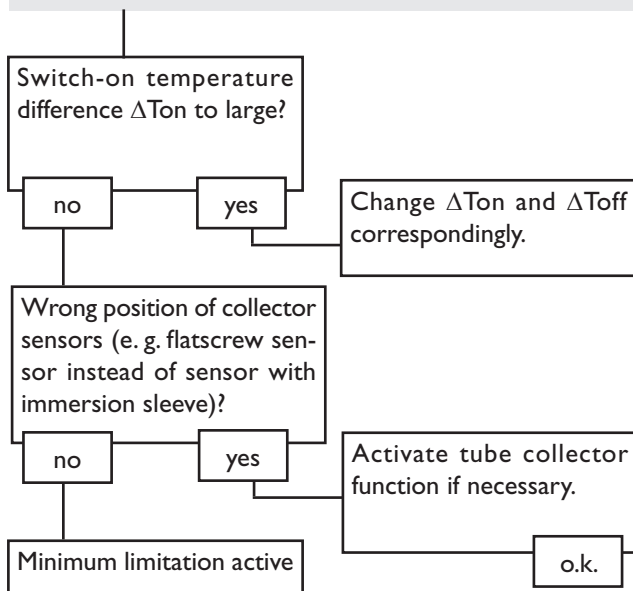 Switch-on temperature
difference ΔTon to large?
no
yes
Change ΔTon and ΔToff
correspondingly.
Wrong position of collector
sensors (e. g. flatscrew sen-
sor instead of sensor with
immersion sleeve)?
no
yes
Activate tube collector
function if necessary.
o.k.
Minimum limitation active